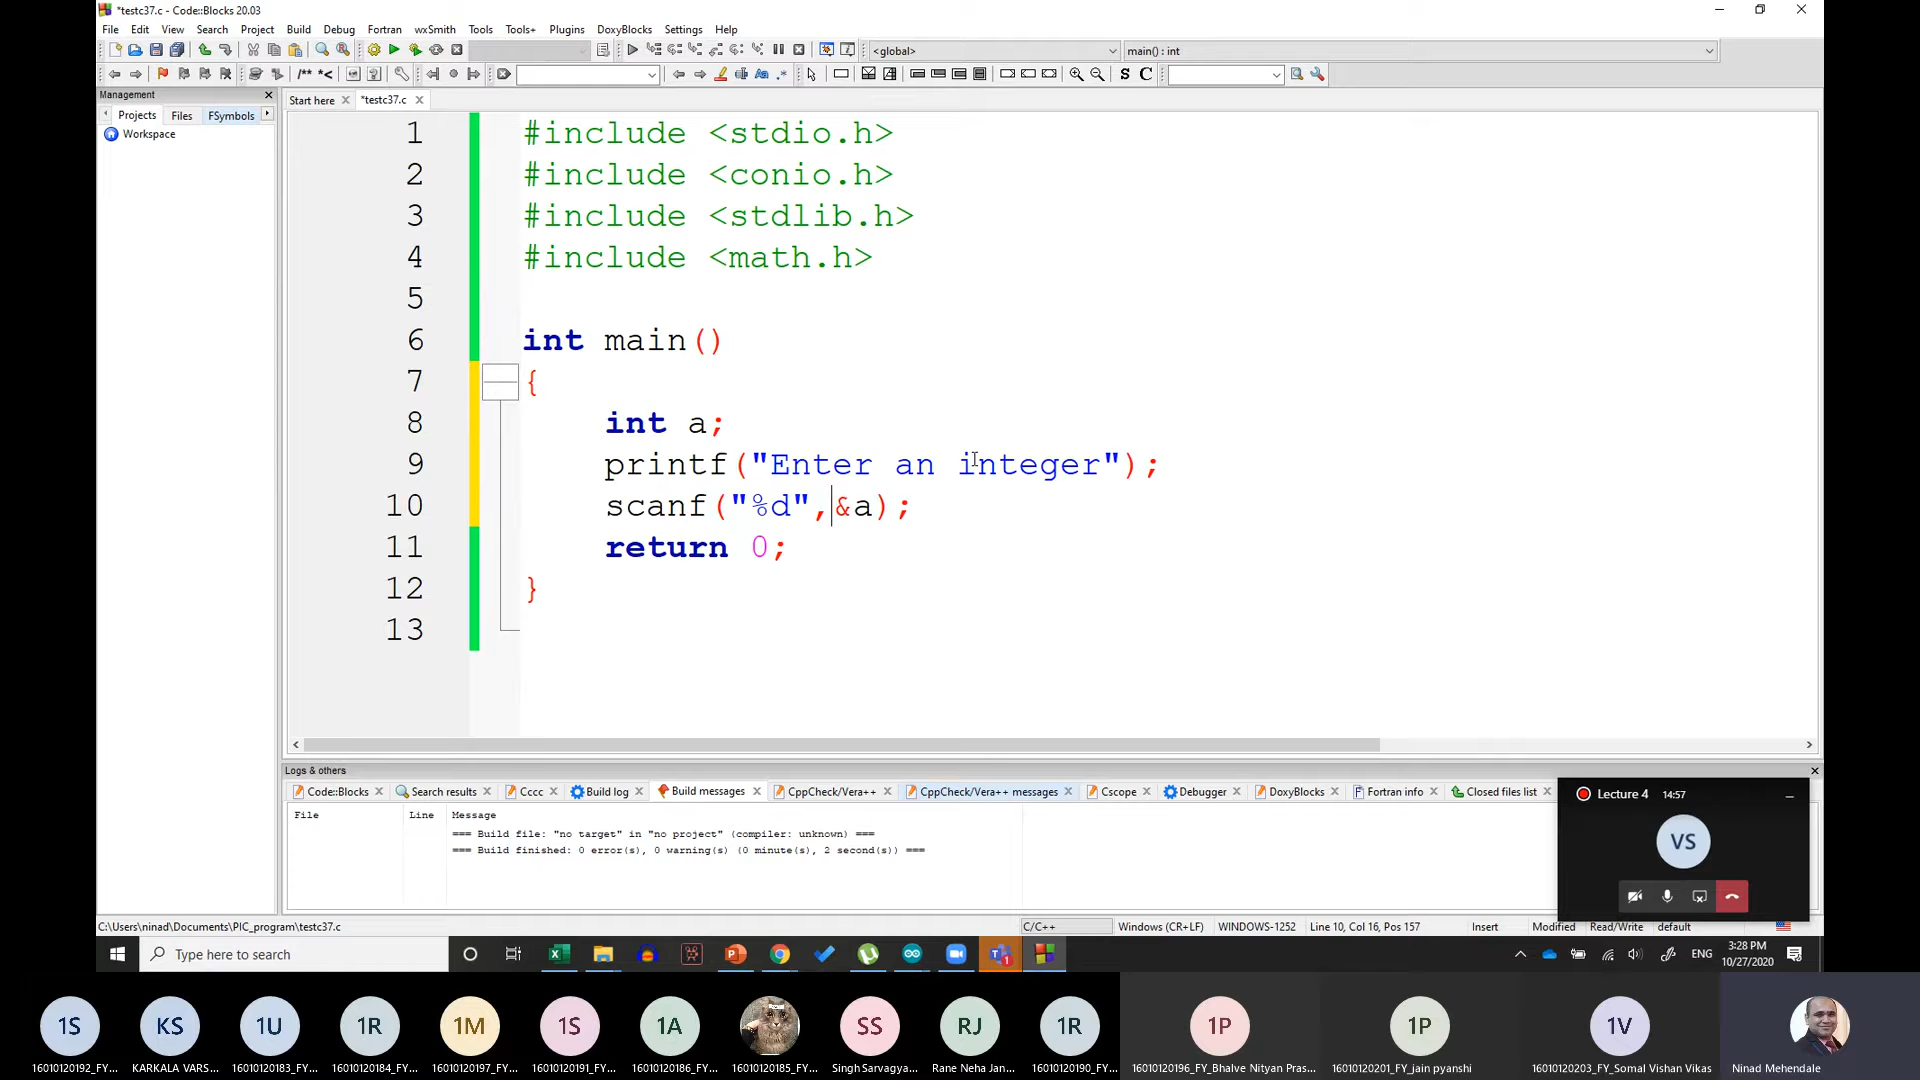 *testc37.c - Code::Blocks 20.03
File Edit View Search Project Build Debug Fortran wxSmith Tools Tools+ Plugins DoxyBlocks Settings Help
<global> main() : int
/** *< S C
Management
Projects Files FSymbols
Workspace
Start here *testc37.c
1 #include <stdio.h>
2 #include <conio.h>
3 #include <stdlib.h>
4 #include <math.h>
5
6 int main()
7 {
8 int a;
9 printf("Enter an integer");
10 scanf("%d",&a);
11 return 0;
12 }
13
Logs & others
Code::Blocks Search results Cccc Build log Build messages CppCheck/Vera++ CppCheck/Vera++ messages Cscope Debugger DoxyBlocks Fortran info Closed files list
File Line Message
=== Build file: "no target" in "no project" (compiler: unknown) ===
=== Build finished: 0 error(s), 0 warning(s) (0 minute(s), 2 second(s)) ===
Lecture 4 14:57
VS
C:\Users\ninad\Documents\PIC_program\testc37.c C/C++ Windows (CR+LF) WINDOWS-1252 Line 10, Col 16, Pos 157 Insert Modified Read/Write default
Type here to search
ENG 3:28 PM
10/27/2020
1S KS 1U 1R 1M 1S 1A SS RJ 1R 1P 1P 1V
16010120192_FY... KARKALA VARS... 16010120183_FY... 16010120184_FY... 16010120197_FY... 16010120191_FY... 16010120186_FY... 16010120185_FY... Singh Sarvagya... Rane Neha Jan... 16010120190_FY... 16010120196_FY_Bhalve Nityan Pras... 16010120201_FY_jain pyanshi 16010120203_FY_Somal Vishan Vikas Ninad Mehendale